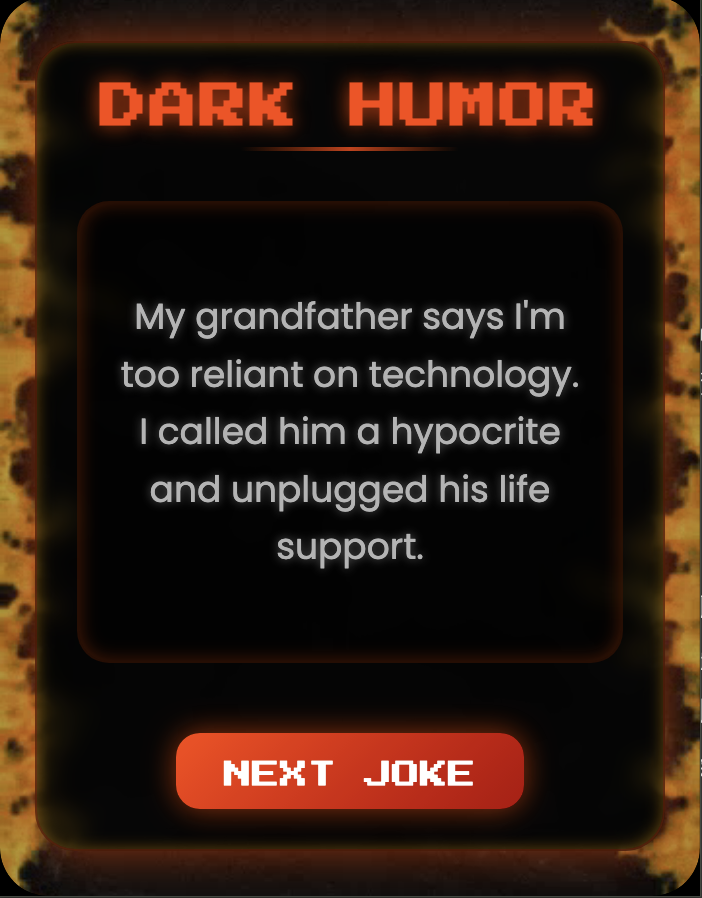 DARK HUMOR
My grandfather says I'm
too reliant on technology.
I called him a hypocrite
and unplugged his life
support.
NEXT JOKE